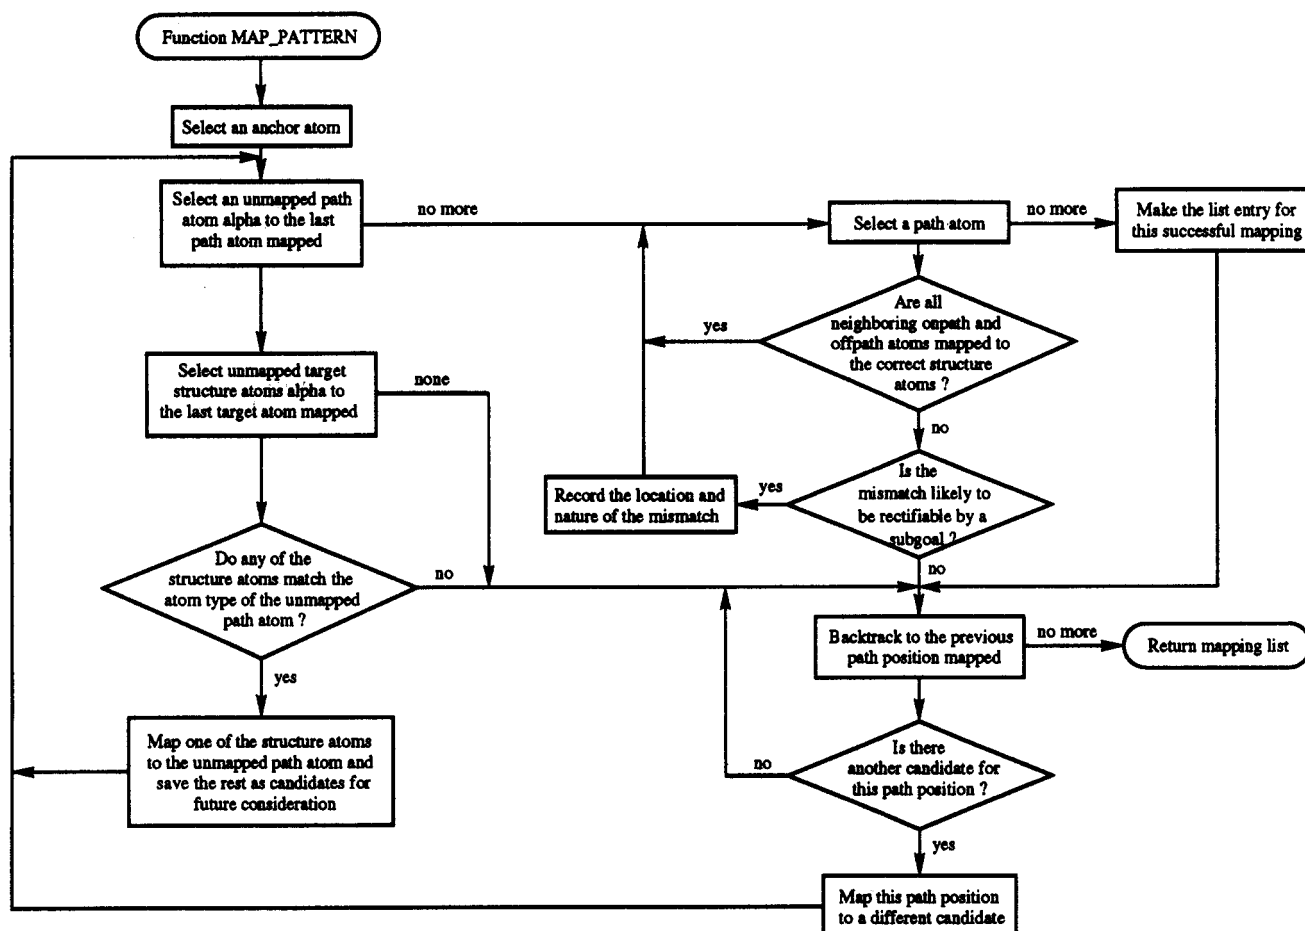 Function MAP_PATTERN
Select an anchor atom
Select an unmapped path
atom alpha to the last
path atom mapped
no more
Select a path atom
no more
Make the list entry for
this successful mapping
Are all
neighboring onpath and
offpath atoms mapped to
the correct structure
atoms ?
yes
no
Select unmapped target
structure atoms alpha to
the last target atom mapped
none
Is the
mismatch likely to
be rectifiable by a
subgoal ?
yes
no
Record the location and
nature of the mismatch
Do any of the
structure atoms match the
atom type of the unmapped
path atom ?
no
yes
Backtrack to the previous
path position mapped
no more
Return mapping list
Map one of the structure atoms
to the unmapped path atom and
save the rest as candidates for
future consideration
Is there
another candidate for
this path position ?
no
yes
Map this path position
to a different candidate